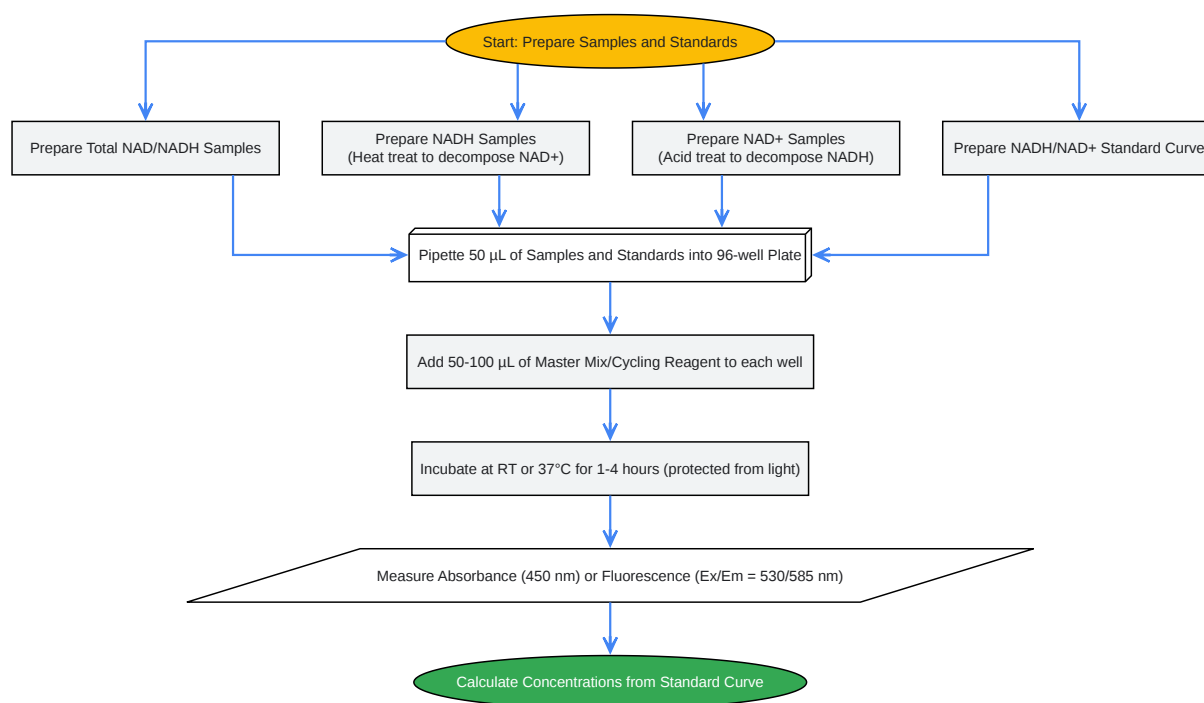 Start: Prepare Samples and Standards
Prepare Total NAD/NADH Samples
Prepare NADH Samples
(Heat treat to decompose NAD+)
Prepare NAD+ Samples
(Acid treat to decompose NADH)
Prepare NADH/NAD+ Standard Curve
Pipette 50 µL of Samples and Standards into 96-well Plate
Add 50-100 µL of Master Mix/Cycling Reagent to each well
Incubate at RT or 37°C for 1-4 hours (protected from light)
Measure Absorbance (450 nm) or Fluorescence (Ex/Em = 530/585 nm)
Calculate Concentrations from Standard Curve